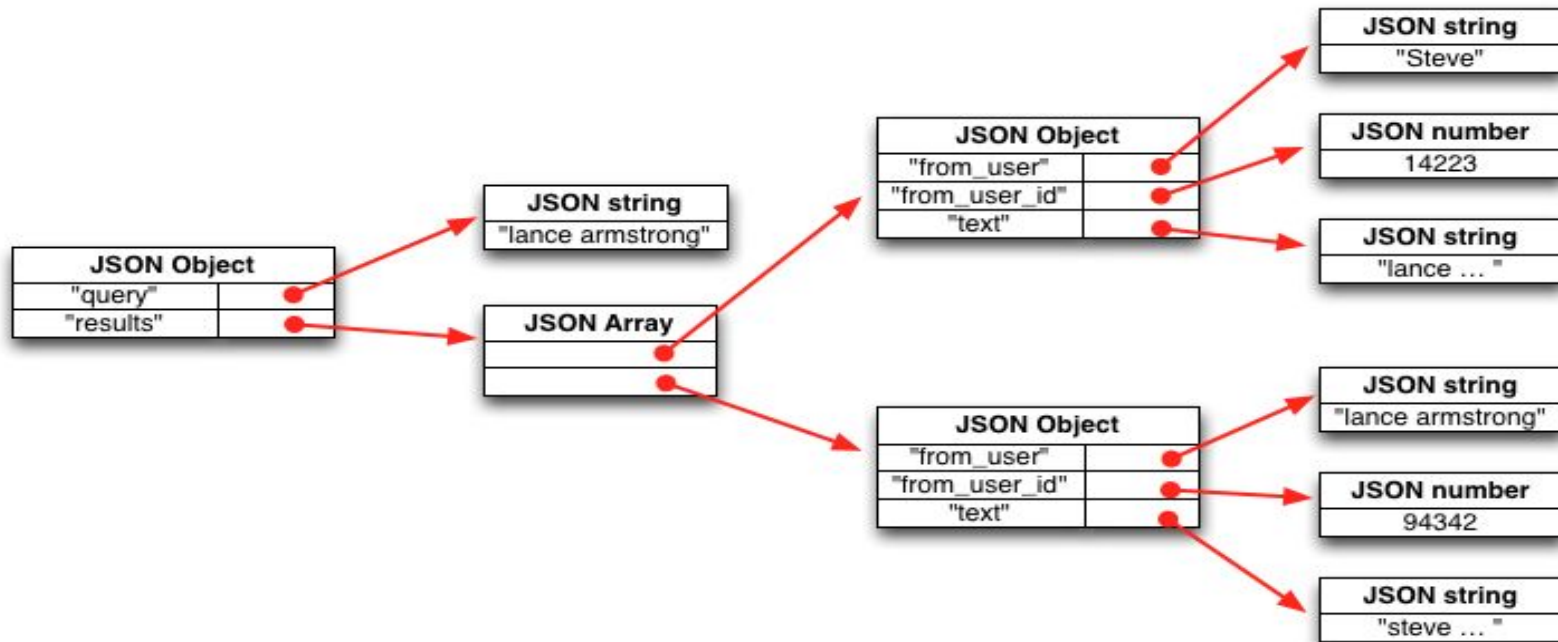 JSON Object
"query"
"results"
JSON string
"lance armstrong"
JSON Array
JSON Object
"from_user"
"from_user_id"
"text"
JSON string
"Steve"
JSON number
14223
JSON string
"lance ... "
JSON Object
"from_user"
"from_user_id"
"text"
JSON string
"lance armstrong"
JSON number
94342
JSON string
"steve ... "